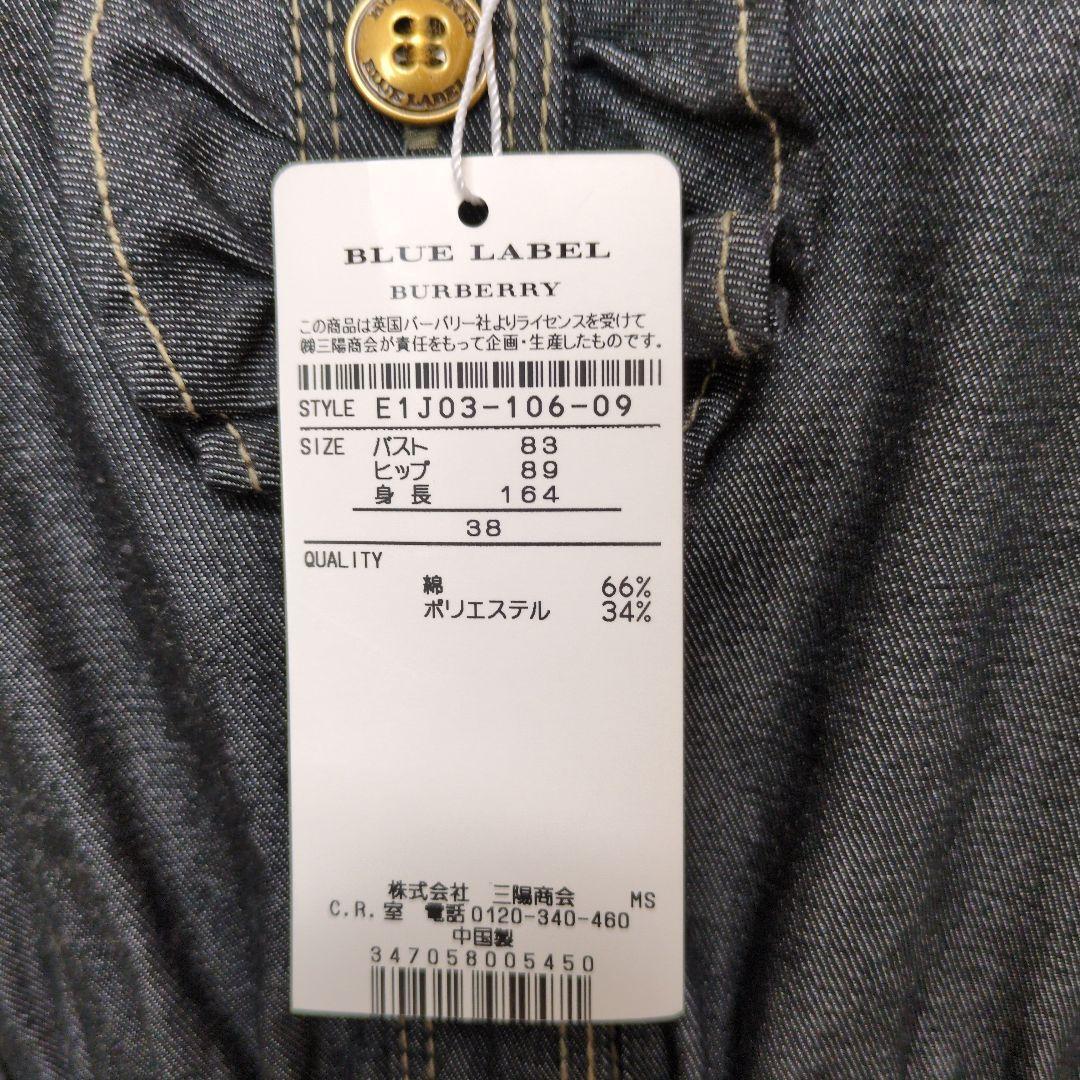 BLUE LABEL
BLUE LABEL
BURBERRY
この商品は英国バーバリー社よりライセンスを受けて
㈱三陽商会が責任をもって企画・生産したものです。
STYLE E1J03-106-09
SIZE バスト 83
ヒップ 89
身長 164
38
QUALITY
綿 66%
ポリエステル 34%
株式会社 三陽商会 MS
C.R.室 電話0120-340-460
中国製
347058005450